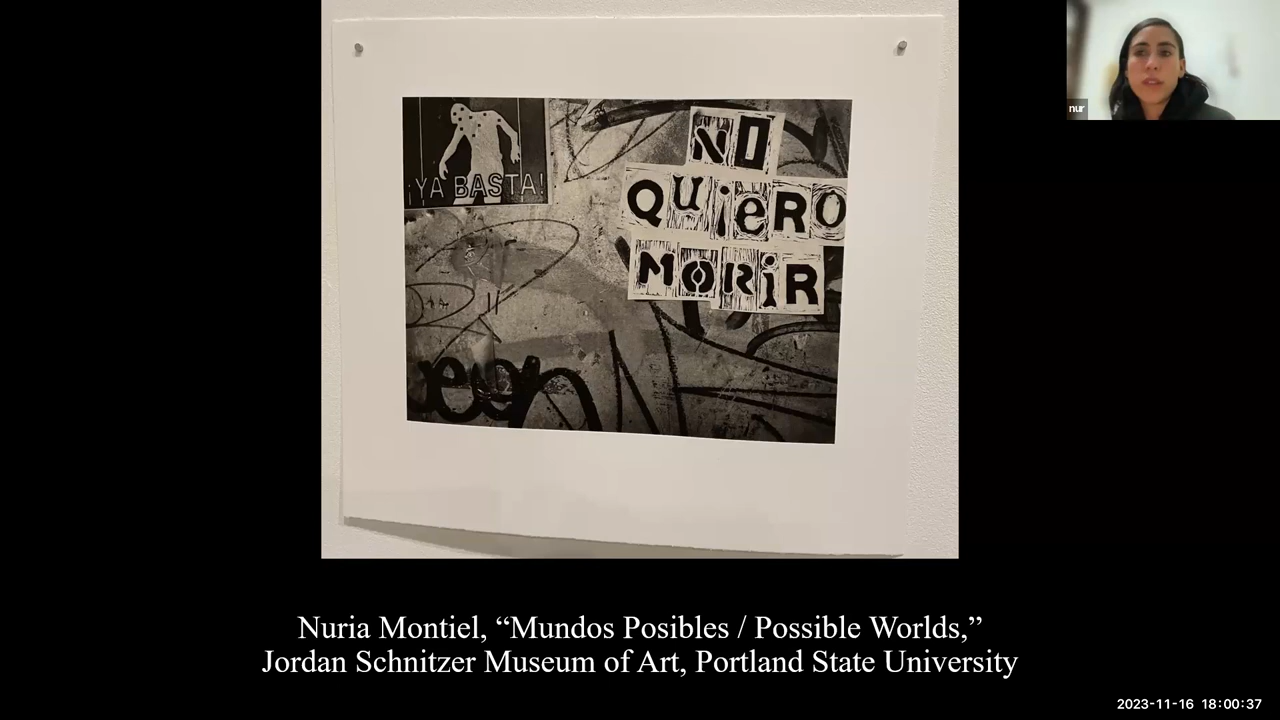 ¡YA BASTA!
NI
QUiERO
MORiR
nur
Nuria Montiel, “Mundos Posibles / Possible Worlds,”
Jordan Schnitzer Museum of Art, Portland State University
2023-11-16 18:00:37